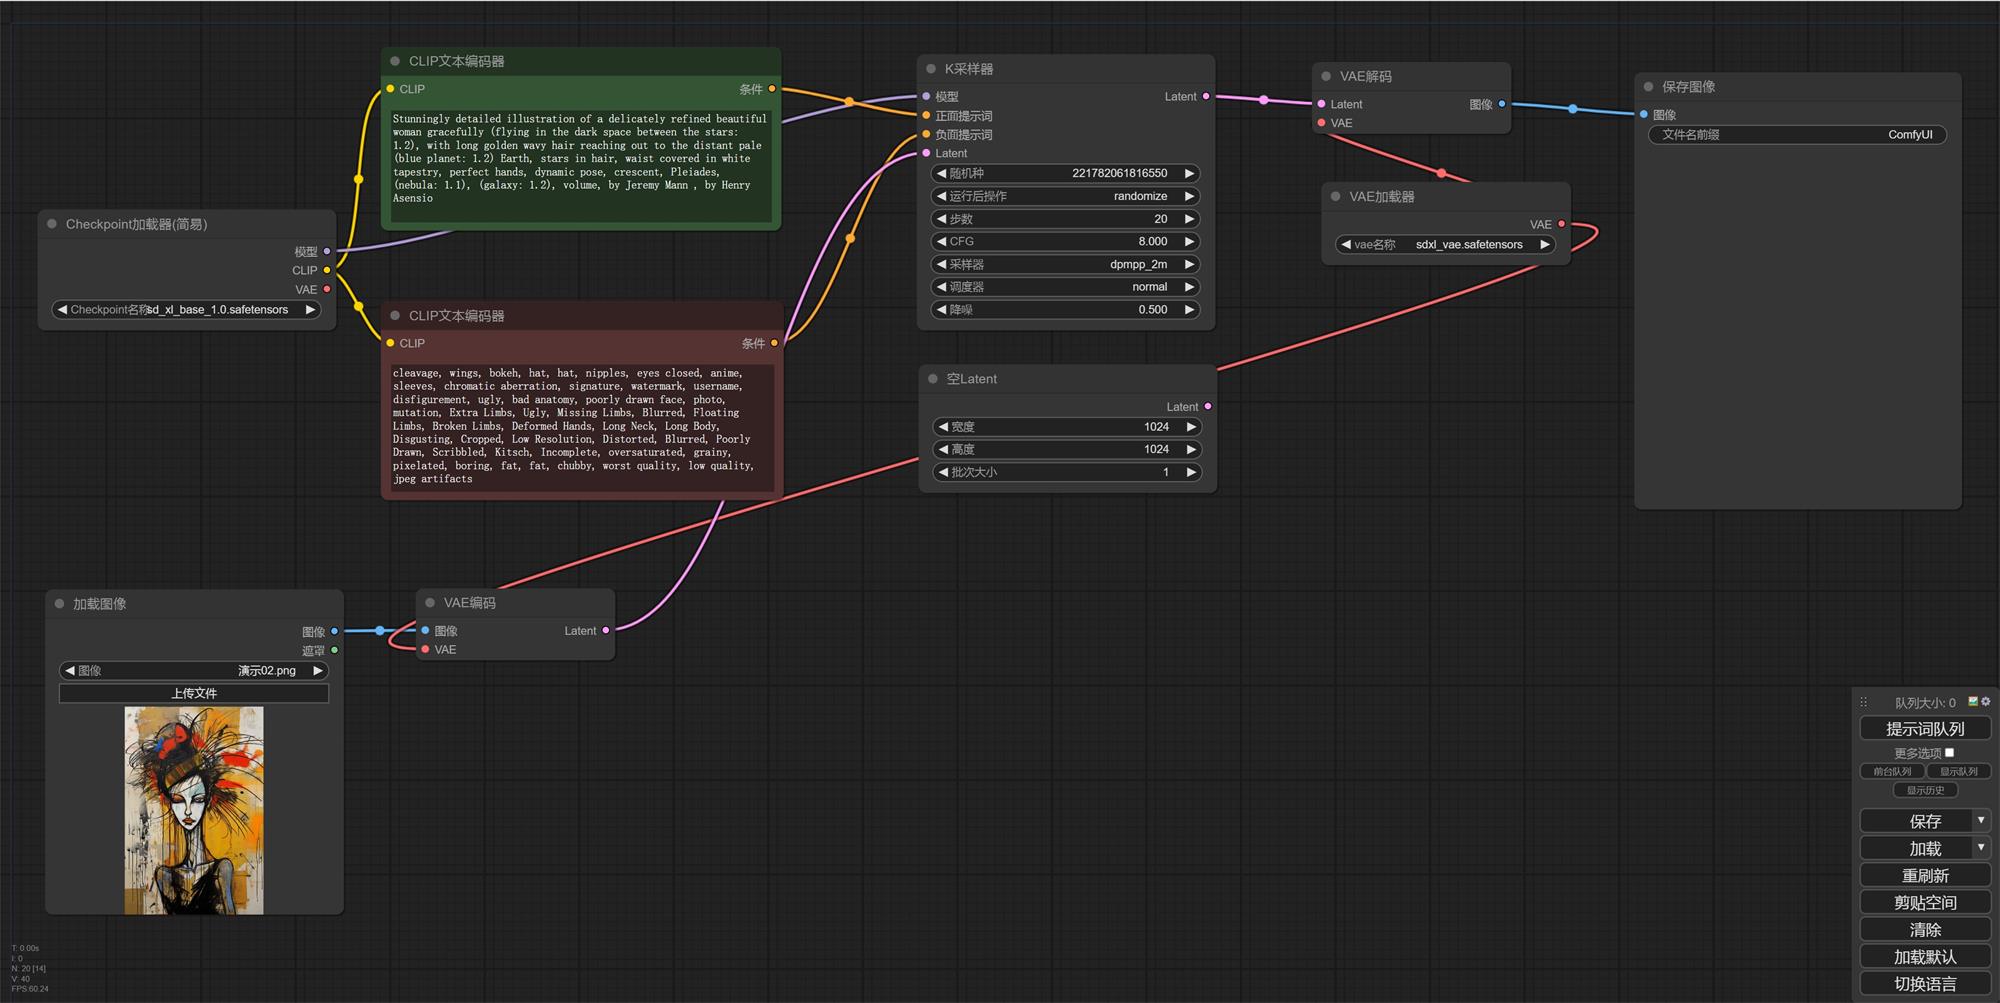 CLIP文本编码器
CLIP
条件
Stunningly detailed illustration of a delicately refined beautiful
woman gracefully (flying in the dark space between the stars:
1.2), with long golden wavy hair reaching out to the distant pale
(blue planet: 1.2) Earth, stars in hair, waist covered in white
tapestry, perfect hands, dynamic pose, crescent, Pleiades,
(nebula: 1.1), (galaxy: 1.2), volume, by Jeremy Mann , by Henry
Asensio
Checkpoint加载器(简易)
模型
CLIP
VAE
Checkpoint名称 sd_xl_base_1.0.safetensors
CLIP文本编码器
CLIP
条件
cleavage, wings, bokeh, hat, hat, nipples, eyes closed, anime,
sleeves, chromatic aberration, signature, watermark, username,
disfigurement, ugly, bad anatomy, poorly drawn face, photo,
mutation, Extra Limbs, Ugly, Missing Limbs, Blurred, Floating
Limbs, Broken Limbs, Deformed Hands, Long Neck, Long Body,
Disgusting, Cropped, Low Resolution, Distorted, Blurred, Poorly
Drawn, Scribbled, Kitsch, Incomplete, oversaturated, grainy,
pixelated, boring, fat, fat, chubby, worst quality, low quality,
jpeg artifacts
K采样器
模型 Latent
正面提示词
负面提示词
Latent
随机种 221782061816550
运行后操作 randomize
步数 20
CFG 8.000
采样器 dpmpp_2m
调度器 normal
降噪 0.500
空Latent
Latent
宽度 1024
高度 1024
批次大小 1
VAE解码
Latent 图像
VAE
VAE加载器
VAE
vae名称 sdxl_vae.safetensors
保存图像
图像
文件名前缀 ComfyUI
加载图像
图像
遮罩
图像 演示02.png
上传文件
VAE编码
图像 Latent
VAE
队列大小: 0
提示词队列
更多选项
前台队列 显示队列
显示历史
保存
加载
重刷新
剪贴空间
清除
加载默认
切换语言
T: 0.00s
I: 0
N: 20 [14]
V: 40
FPS:60.24